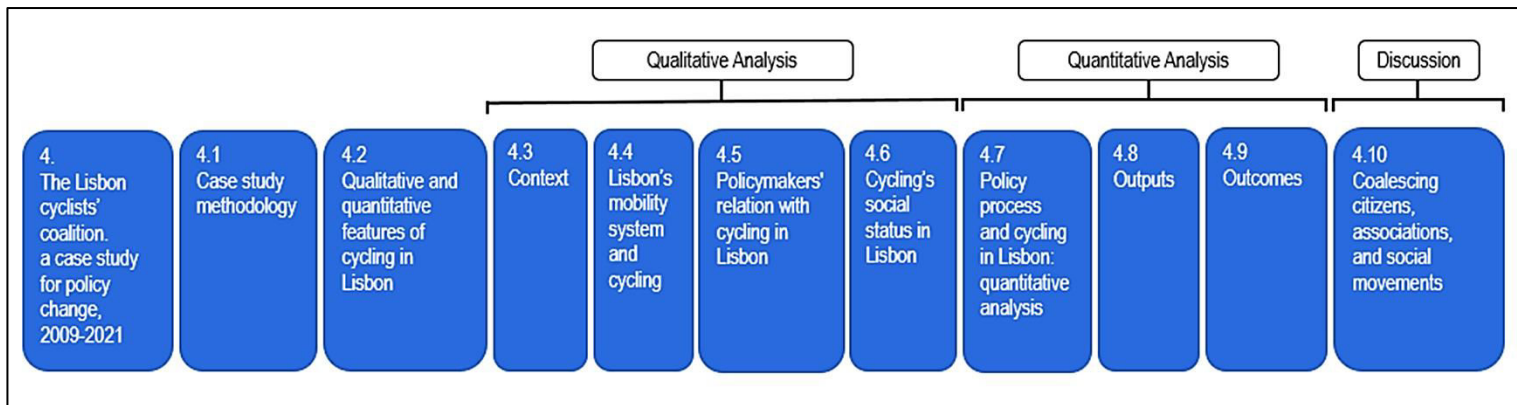 Qualitative Analysis
Quantitative Analysis
Discussion
4.
The Lisbon
cyclists'
coalition.
a case study
for policy
change,
2009-2021
4.1
Case study
methodology
4.2
Qualitative and
quantitative
features of
cycling in
Lisbon
4.3
Context
4.4
Lisbon's
mobility
system
and
cycling
4.5
Policymakers'
relation with
cycling in
Lisbon
4.6
Cycling's
social
status in
Lisbon
4.7
Policy
process
and cycling
in Lisbon:
quantitative
analysis
4.8
Outputs
4.9
Outcomes
4.10
Coalescing
citizens,
associations,
and social
movements